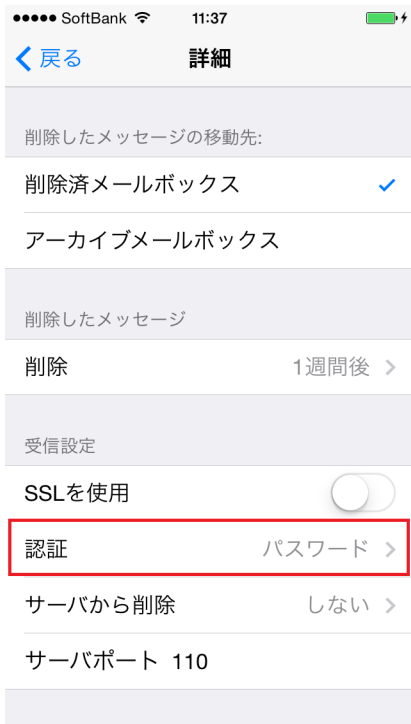 SoftBank 11:37
戻る 詳細
削除したメッセージの移動先:
削除済メールボックス
アーカイブメールボックス
削除したメッセージ
削除 1週間後
受信設定
SSLを使用
認証 パスワード
サーバから削除 しない
サーバポート 110